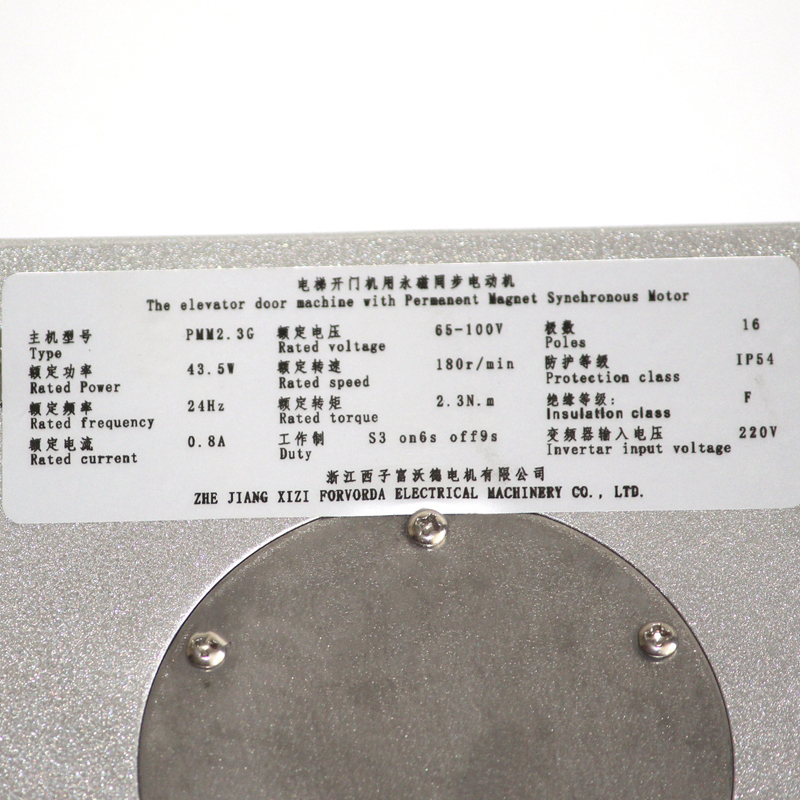 电梯开门机用永磁同步电动机
The elevator door machine with Permanent Magnet Synchronous Motor
主机型号 PMM2.3G 额定电压 65-100V 极数 16
Type Rated voltage Poles
额定功率 43.5W 额定转速 180r/min 防护等级 IP54
Rated Power Rated speed Protection class
额定频率 24Hz 额定转矩 2.3N.m 绝缘等级: F
Rated frequency Rated torque Insulation class
额定电流 0.8A 工作制 S3 on6s off9s 变频器输入电压 220V
Rated current Duty Invertar input voltage
浙江西子富沃德电机有限公司
ZHE JIANG XIZI FORVORDA ELECTRICAL MACHINERY CO., LTD.